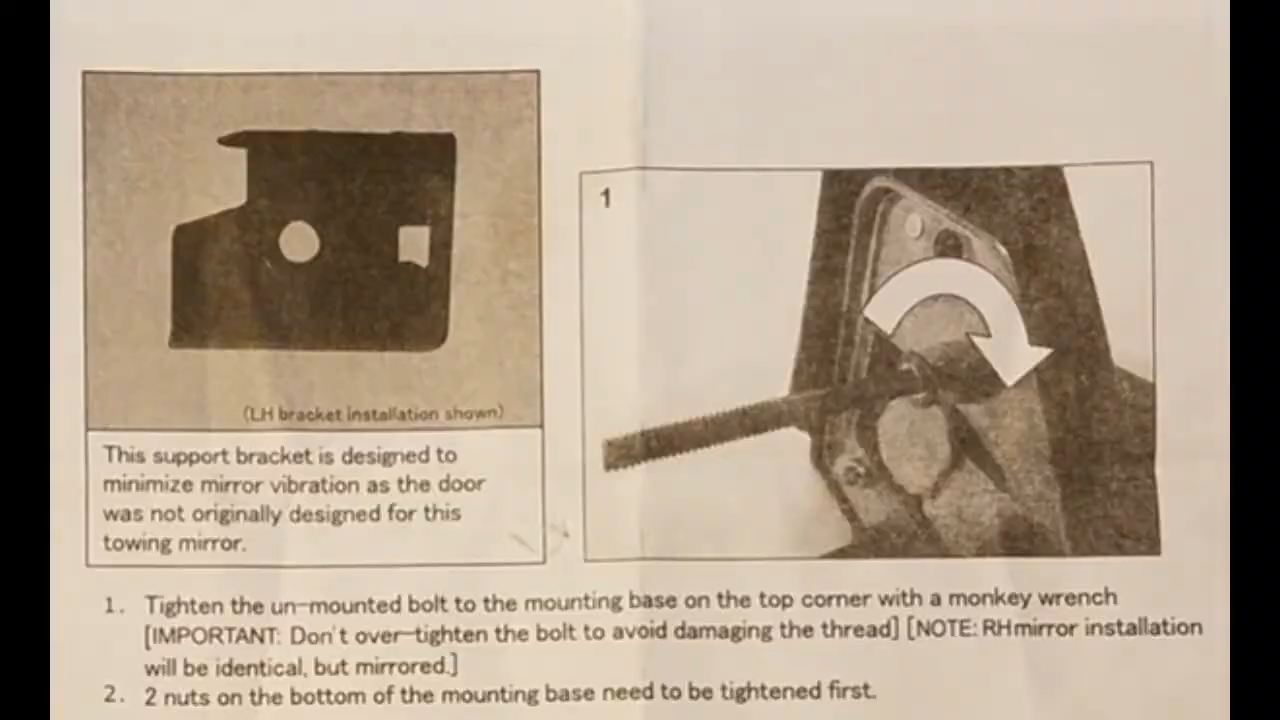 (LH bracket installation shown)
This support bracket is designed to
minimize mirror vibration as the door
was not originally designed for this
towing mirror.
1
1. Tighten the un-mounted bolt to the mounting base on the top corner with a monkey wrench
[IMPORTANT: Don't over-tighten the bolt to avoid damaging the thread] [NOTE: RH mirror installation
will be identical, but mirrored.]
2. 2 nuts on the bottom of the mounting base need to be tightened first.